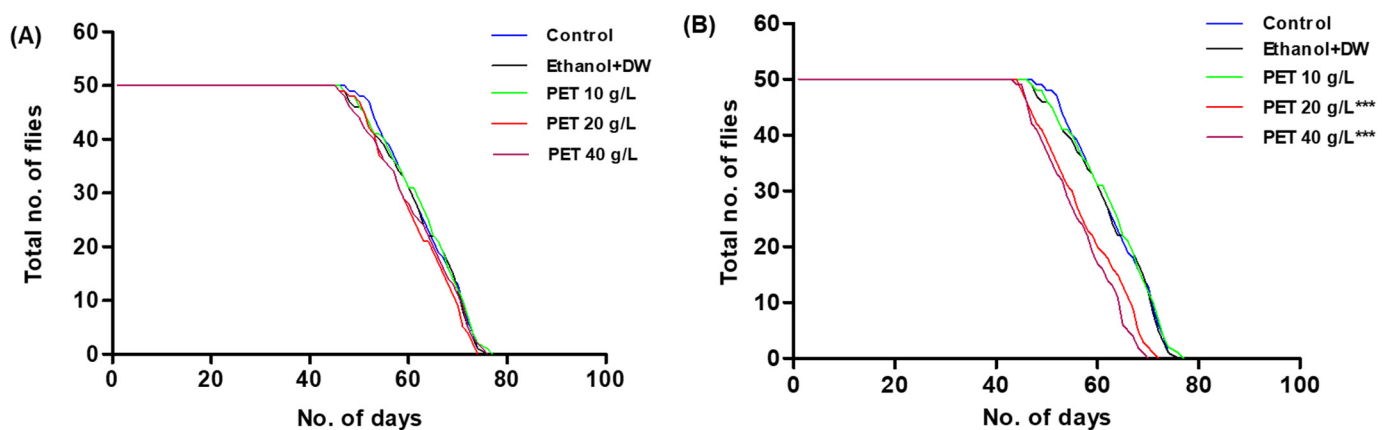 (A)
60
50
40
30
20
10
0
0 20 40 60 80 100
Total no. of flies
No. of days
Control
Ethanol+DW
PET 10 g/L
PET 20 g/L
PET 40 g/L
(B)
60
50
40
30
20
10
0
0 20 40 60 80 100
Total no. of flies
No. of days
Control
Ethanol+DW
PET 10 g/L
PET 20 g/L***
PET 40 g/L***